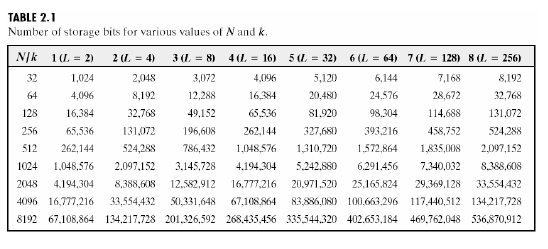 TABLE 2.1
Number of storage bits for various values of N and k.
N/k 1 (L = 2) 2 (L = 4) 3 (L = 8) 4 (L = 16) 5 (L = 32) 6 (L = 64) 7 (L = 128) 8 (L = 256)
32 1,024 2,048 3,072 4,096 5,120 6,144 7,168 8,192
64 4,096 8,192 12,288 16,384 20,480 24,576 28,672 32,768
128 16,384 32,768 49,152 65,536 81,920 98,304 114,688 131,072
256 65,536 131,072 196,608 262,144 327,680 393,216 458,752 524,288
512 262,144 524,288 786,432 1,048,576 1,310,720 1,572,864 1,835,008 2,097,152
1024 1,048,576 2,097,152 3,145,728 4,194,304 5,242,880 6,291,456 7,340,032 8,388,608
2048 4,194,304 8,388,608 12,582,912 16,777,216 20,971,520 25,165,824 29,369,128 33,554,432
4096 16,777,216 33,554,432 50,331,648 67,108,864 83,886,080 100,663,296 117,440,512 134,217,728
8192 67,108,864 134,217,728 201,326,592 268,435,456 335,544,320 402,653,184 469,762,048 536,870,912